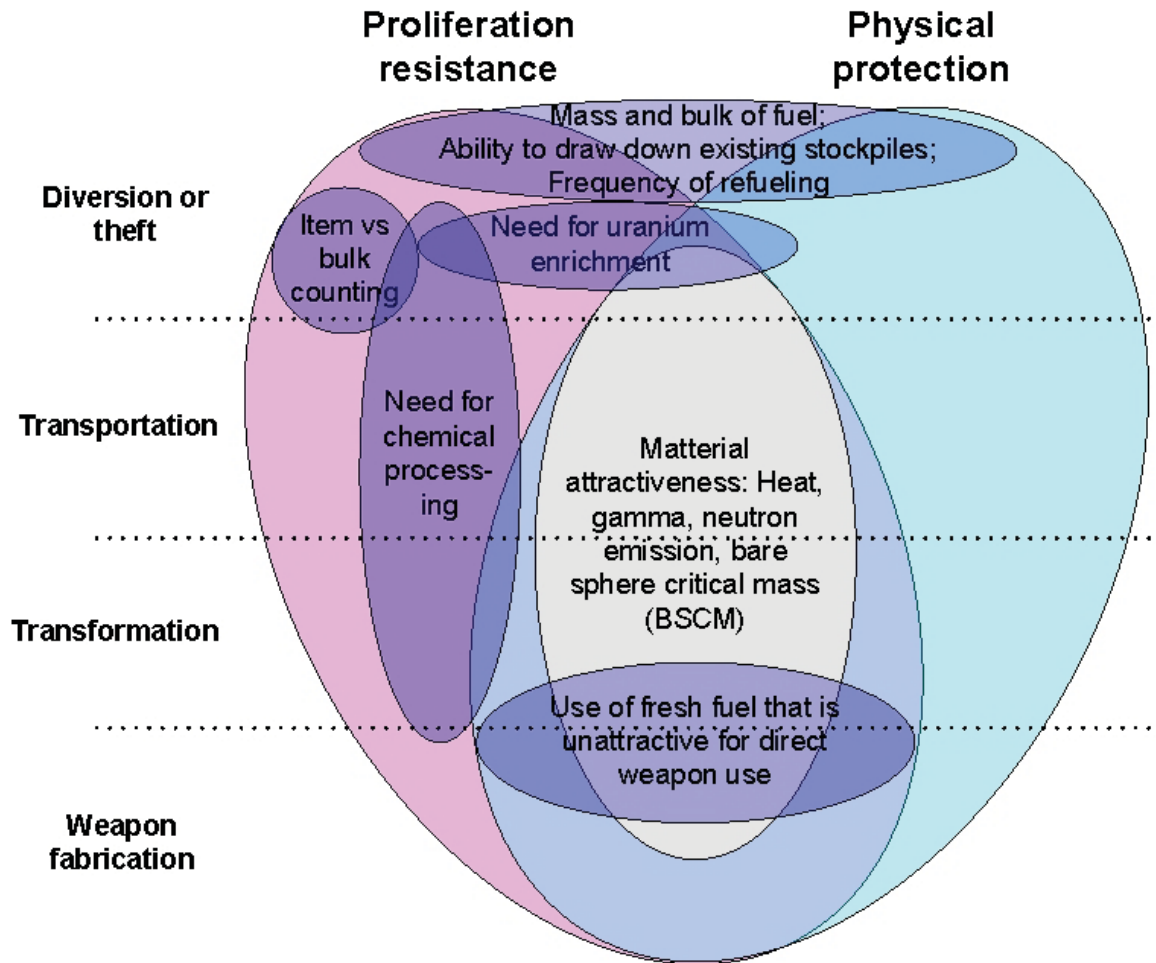 Proliferation
resistance
Physical
protection
Mass and bulk of fuel;
Ability to draw down existing stockpiles;
Frequency of refueling
Diversion or
theft
Item vs
bulk
counting
Need for uranium
enrichment
Transportation
Need for
chemical
process-
ing
Matterial
attractiveness: Heat,
gamma, neutron
emission, bare
sphere critical mass
(BSCM)
Transformation
Use of fresh fuel that is
unattractive for direct
weapon use
Weapon
fabrication